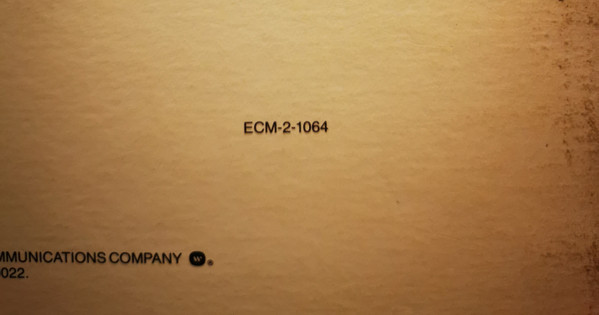 ECM-2-1064
MMUNICATIONS COMPANY w ®
022.